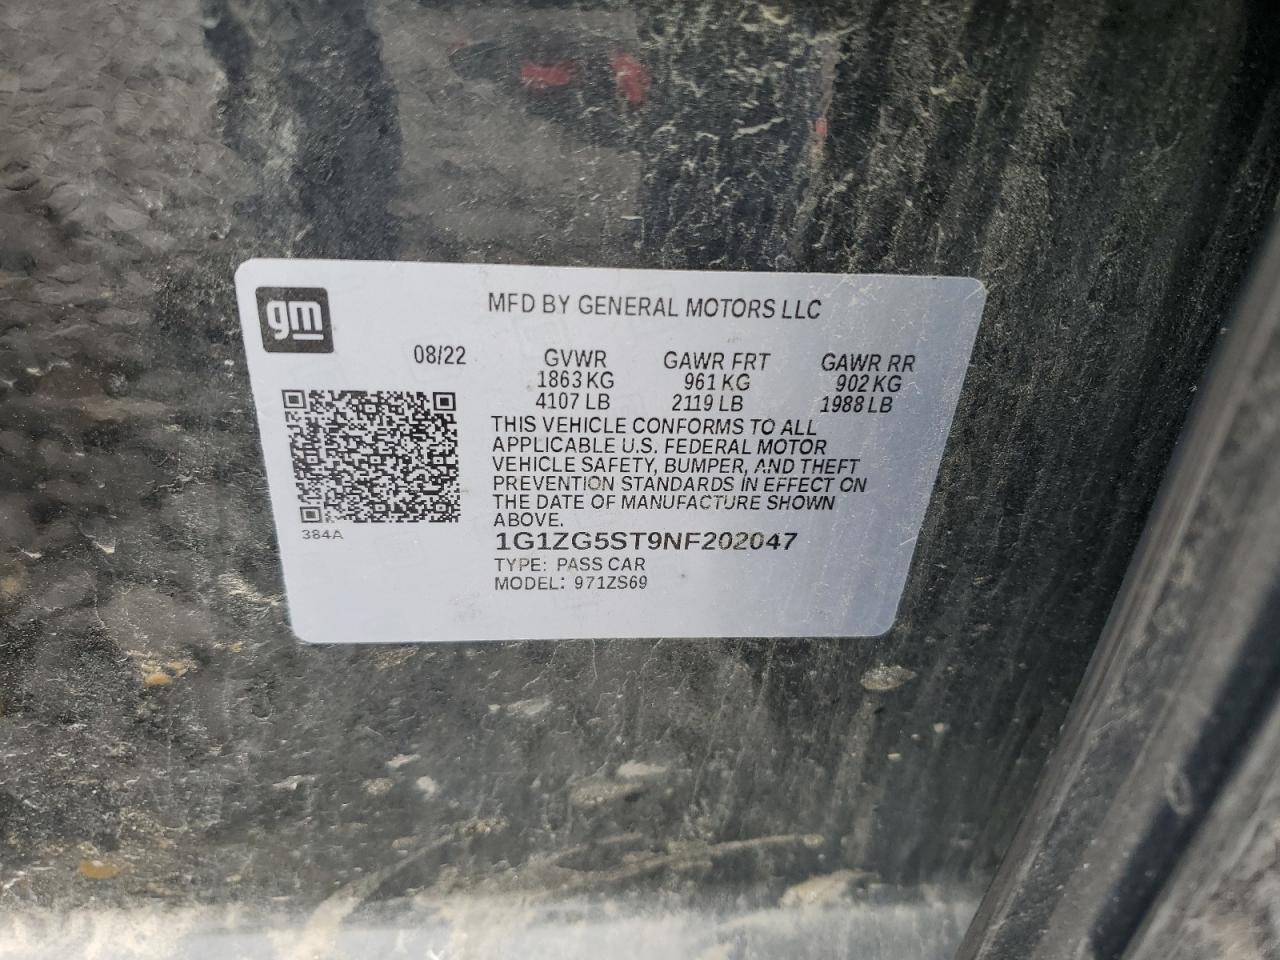 gm
MFD BY GENERAL MOTORS LLC
08/22
GVWR GAWR FRT GAWR RR
1863 KG 961 KG 902 KG
4107 LB 2119 LB 1988 LB
THIS VEHICLE CONFORMS TO ALL
APPLICABLE U.S. FEDERAL MOTOR
VEHICLE SAFETY, BUMPER, AND THEFT
PREVENTION STANDARDS IN EFFECT ON
THE DATE OF MANUFACTURE SHOWN
ABOVE.
384A
1G1ZG5ST9NF202047
TYPE: PASS CAR
MODEL: 971ZS69